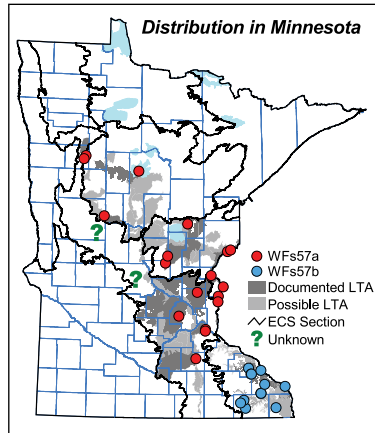 Distribution in Minnesota
WFs57a
WFs57b
Documented LTA
Possible LTA
ECS Section
? Unknown
?
?